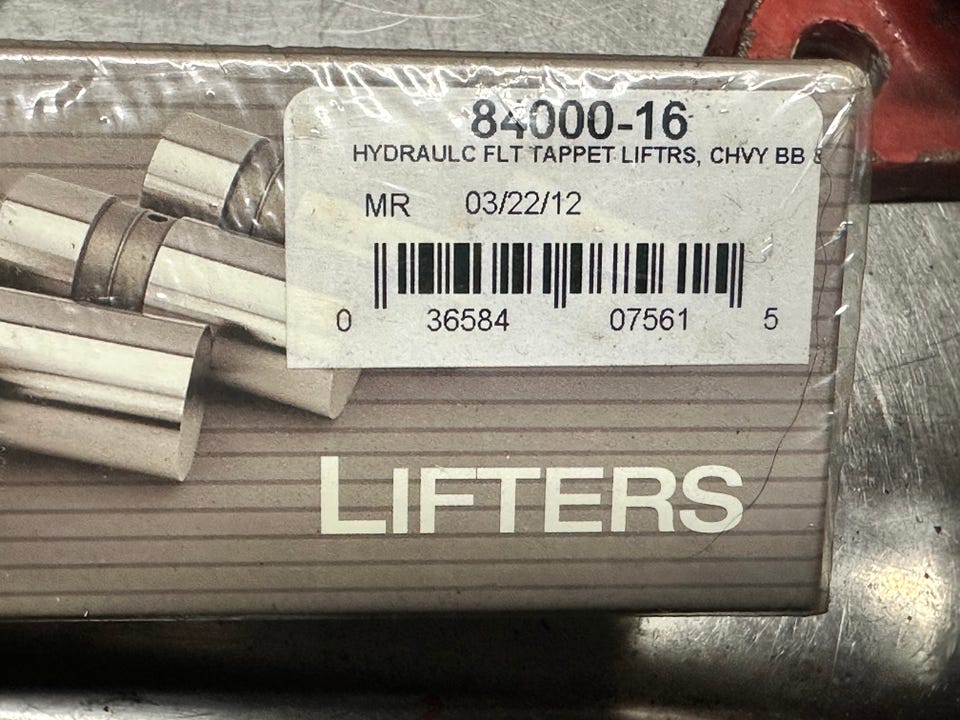 84000-16
HYDRAULC FLT TAPPET LIFTRS, CHVY BB &
MR 03/22/12
0 36584 07561 5
LIFTERS